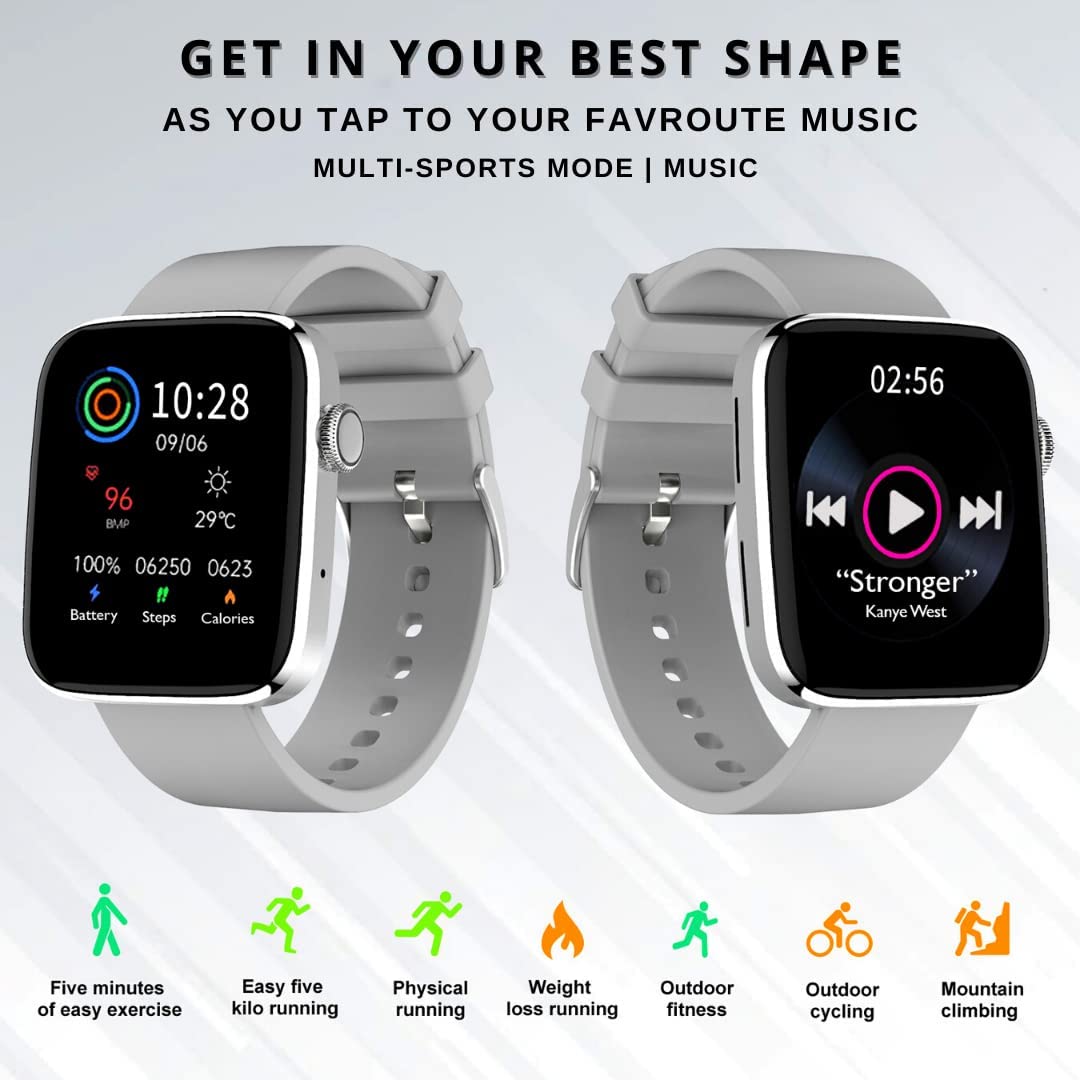 GET IN YOUR BEST SHAPE
AS YOU TAP TO YOUR FAVROUTE MUSIC
MULTI-SPORTS MODE | MUSIC
10:28
09/06
96
BMP
29°C
100% 06250 0623
Battery Steps Calories
02:56
“Stronger”
Kanye West
Five minutes
of easy exercise
Easy five
kilo running
Physical
running
Weight
loss running
Outdoor
fitness
Outdoor
cycling
Mountain
climbing